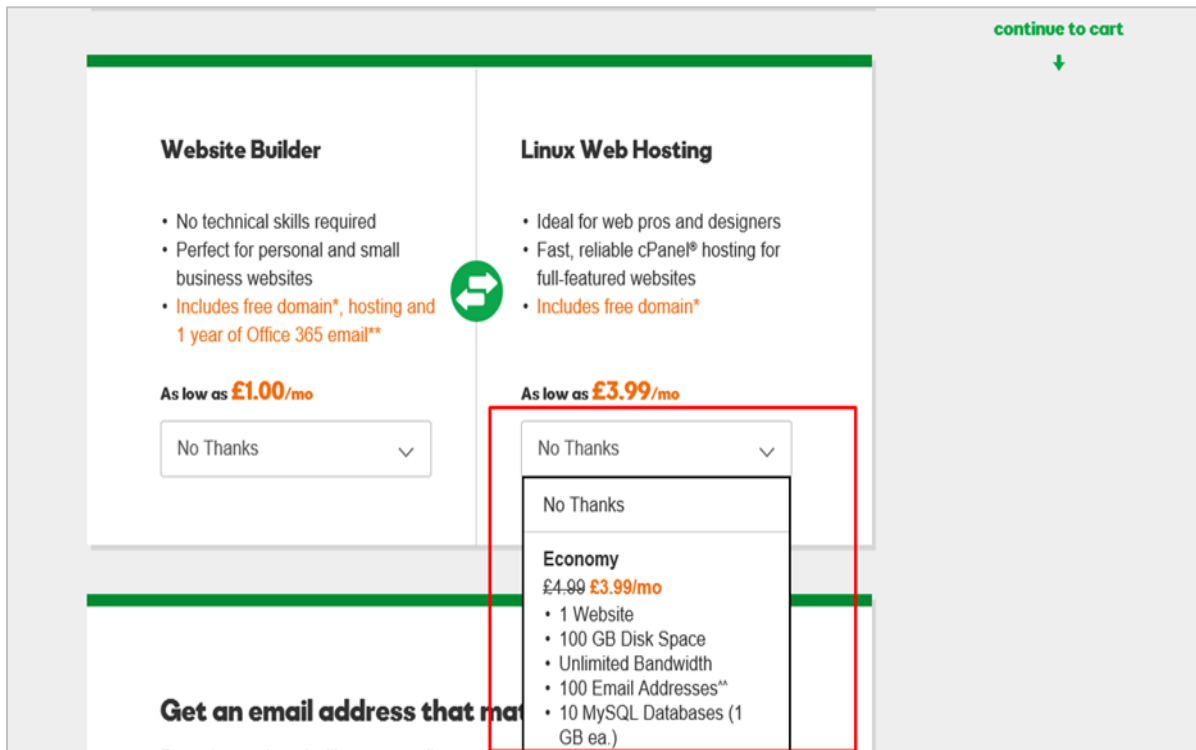 continue to cart
Website Builder
• No technical skills required
• Perfect for personal and small
business websites
• Includes free domain*, hosting and
1 year of Office 365 email**
As low as £1.00/mo
No Thanks
Linux Web Hosting
• Ideal for web pros and designers
• Fast, reliable cPanel® hosting for
full-featured websites
• Includes free domain*
As low as £3.99/mo
No Thanks
No Thanks
Economy
£4.99 £3.99/mo
• 1 Website
• 100 GB Disk Space
• Unlimited Bandwidth
• 100 Email Addresses^^
• 10 MySQL Databases (1
GB ea.)
Get an email address that mat